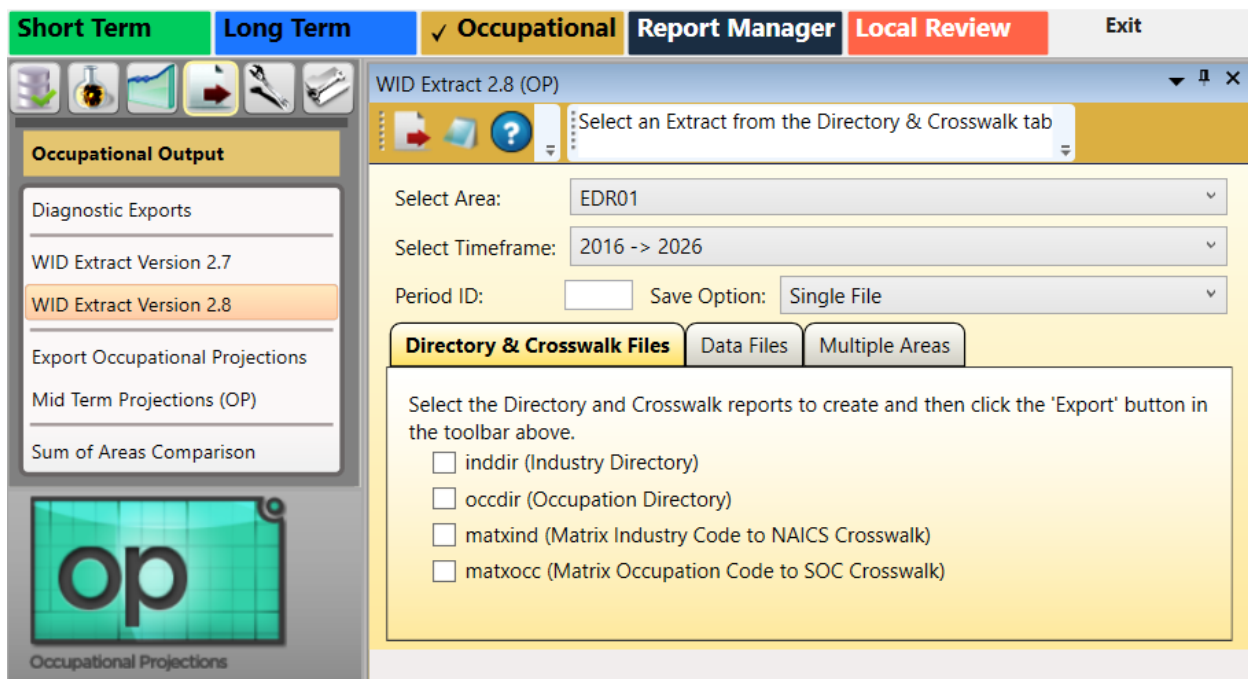 Short Term
Long Term
✓ Occupational
Report Manager
Local Review
Exit
Occupational Output
Diagnostic Exports
WID Extract Version 2.7
WID Extract Version 2.8
Export Occupational Projections
Mid Term Projections (OP)
Sum of Areas Comparison
op
Occupational Projections
WID Extract 2.8 (OP)
?
Select an Extract from the Directory & Crosswalk tab
Select Area: EDR01
Select Timeframe: 2016 -> 2026
Period ID: Save Option: Single File
Directory & Crosswalk Files
Data Files
Multiple Areas
Select the Directory and Crosswalk reports to create and then click the 'Export' button in
the toolbar above.
inddir (Industry Directory)
occdir (Occupation Directory)
matxind (Matrix Industry Code to NAICS Crosswalk)
matxocc (Matrix Occupation Code to SOC Crosswalk)